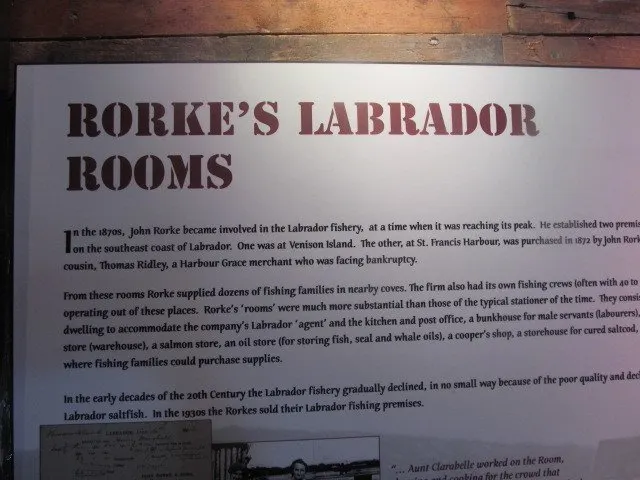 RORKE'S LABRADOR
ROOMS
In the 1870s, John Rorke became involved in the Labrador fishery, at a time when it was reaching its peak. He established two
on the southeast coast of Labrador. One was at Venison Island. The other, at St. Francis Harbour, was purchased in 1872 by John
cousin, Thomas Ridley, a Harbour Grace merchant who was facing bankruptcy.
From these rooms Rorke supplied dozens of fishing families in nearby coves. The firm also had its own fishing crews (often with 40 to
operating out of these places. Rorke's 'rooms' were much more substantial than those of the typical stationer of the time. They
dwelling to accommodate the company's Labrador 'agent' and the kitchen and post office, a bunkhouse for male servants (labourers),
store (warehouse), a salmon store, an oil store (for storing fish, seal and whale oils), a cooper's shop, a storehouse for cured saltcod,
where fishing families could purchase supplies.
In the early decades of the 20th Century the Labrador fishery gradually declined, in no small way because of the poor quality and
Labrador saltfish. In the 1930s the Rorkes sold their Labrador fishing premises.
"... Aunt Clarabelle worked on the Room,
and cooking for the crowd that